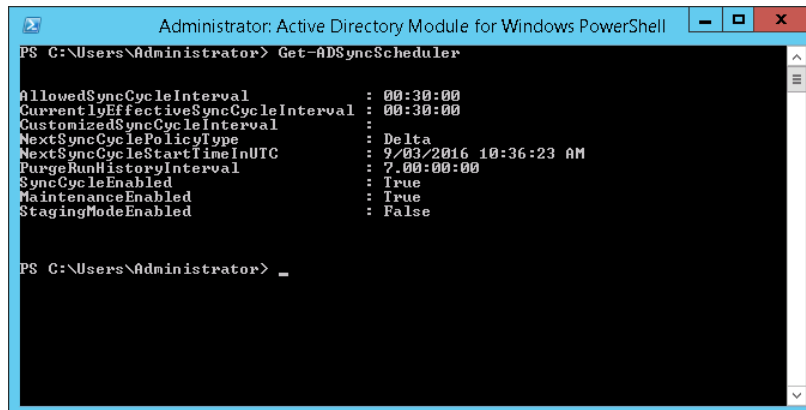 Administrator: Active Directory Module for Windows PowerShell
PS C:\Users\Administrator> Get-ADSyncScheduler
AllowedSyncCycleInterval : 00:30:00
CurrentlyEffectiveSyncCycleInterval : 00:30:00
CustomizedSyncCycleInterval :
NextSyncCyclePolicyType : Delta
NextSyncCycleStartTimeInUTC : 9/03/2016 10:36:23 AM
PurgeRunHistoryInterval : 7.00:00:00
SyncCycleEnabled : True
MaintenanceEnabled : True
StagingModeEnabled : False
PS C:\Users\Administrator> _